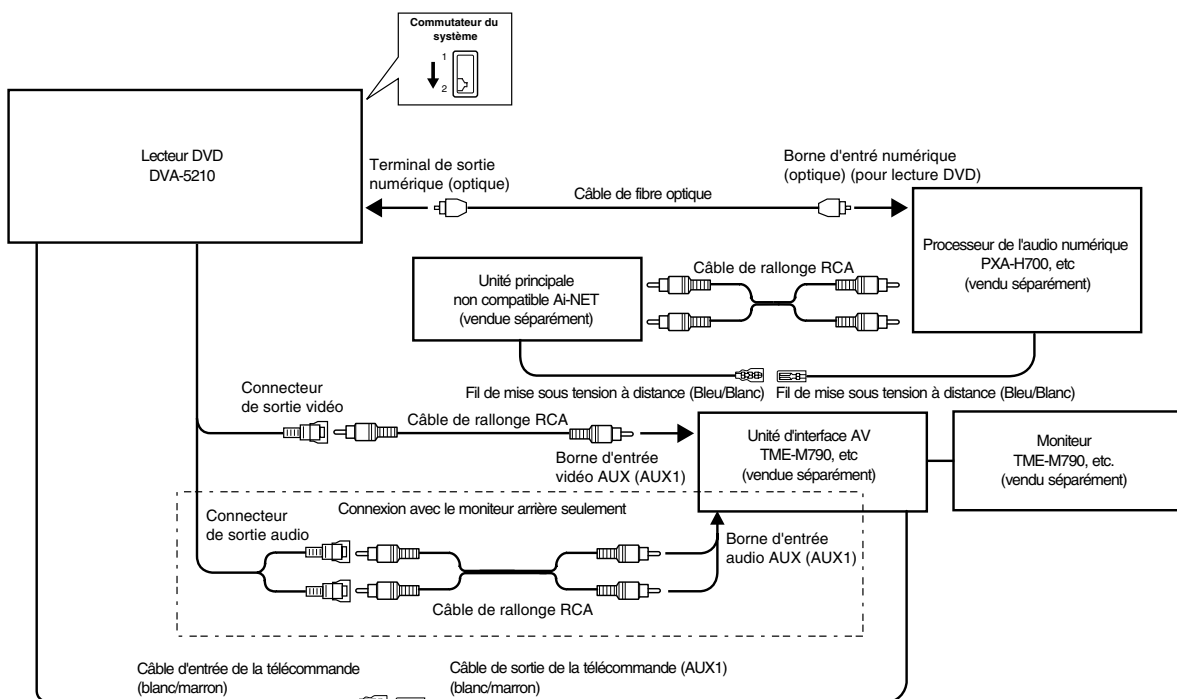 Commutateur du
système
1
2
Lecteur DVD
DVA-5210
Terminal de sortie
numérique (optique)
Câble de fibre optique
Borne d'entré numérique
(optique) (pour lecture DVD)
Processeur de l'audio numérique
PXA-H700, etc
(vendu séparément)
Unité principale
non compatible Ai-NET
(vendue séparément)
Câble de rallonge RCA
Fil de mise sous tension à distance (Bleu/Blanc)
Fil de mise sous tension à distance (Bleu/Blanc)
Connecteur
de sortie vidéo
Câble de rallonge RCA
Borne d'entrée
vidéo AUX (AUX1)
Unité d'interface AV
TME-M790, etc
(vendue séparément)
Moniteur
TME-M790, etc.
(vendu séparément)
Connecteur
de sortie audio
Connexion avec le moniteur arrière seulement
Borne d'entrée
audio AUX (AUX1)
Câble de rallonge RCA
Câble d'entrée de la télécommande
(blanc/marron)
Câble de sortie de la télécommande (AUX1)
(blanc/marron)